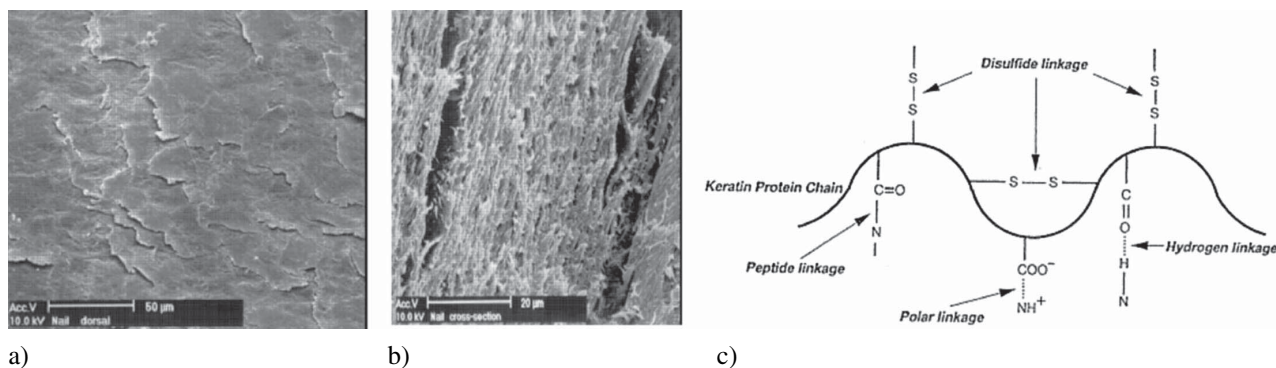 Acc.V 50 µm
10.0 kV Nail dorsal
Acc.V 20 µm
10.0 kV Nail cross-section
Disulfide linkage
S
S
S
S
Keratin Protein Chain
S
S
C=O
N
C
O
Peptide linkage
Hydrogen linkage
H
COO⁻
N
NH⁺
Polar linkage
a)
b)
c)